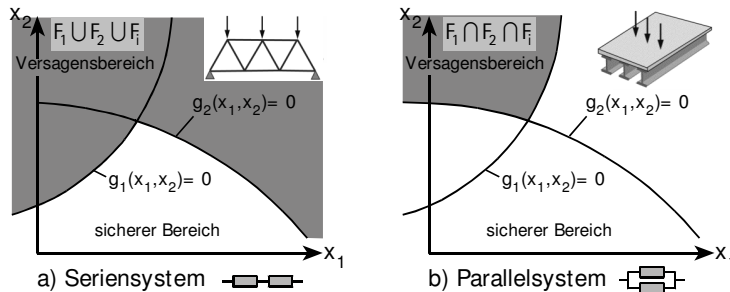 x₂
F₁ ∪ F₂ ∪ Fᵢ
Versagensbereich
g₂(x₁,x₂)= 0
g₁(x₁,x₂)= 0
sicherer Bereich
x₁
a) Seriensystem
x₂
F₁ ∩ F₂ ∩ Fᵢ
Versagensbereich
g₂(x₁,x₂)= 0
g₁(x₁,x₂)= 0
sicherer Bereich
x
b) Parallelsystem